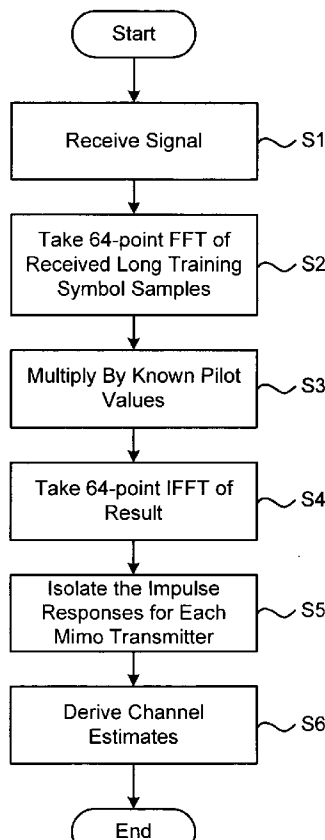 Start
Receive Signal
S1
Take 64-point FFT of
Received Long Training
Symbol Samples
S2
Multiply By Known Pilot
Values
S3
Take 64-point IFFT of
Result
S4
Isolate the Impulse
Responses for Each
Mimo Transmitter
S5
Derive Channel
Estimates
S6
End